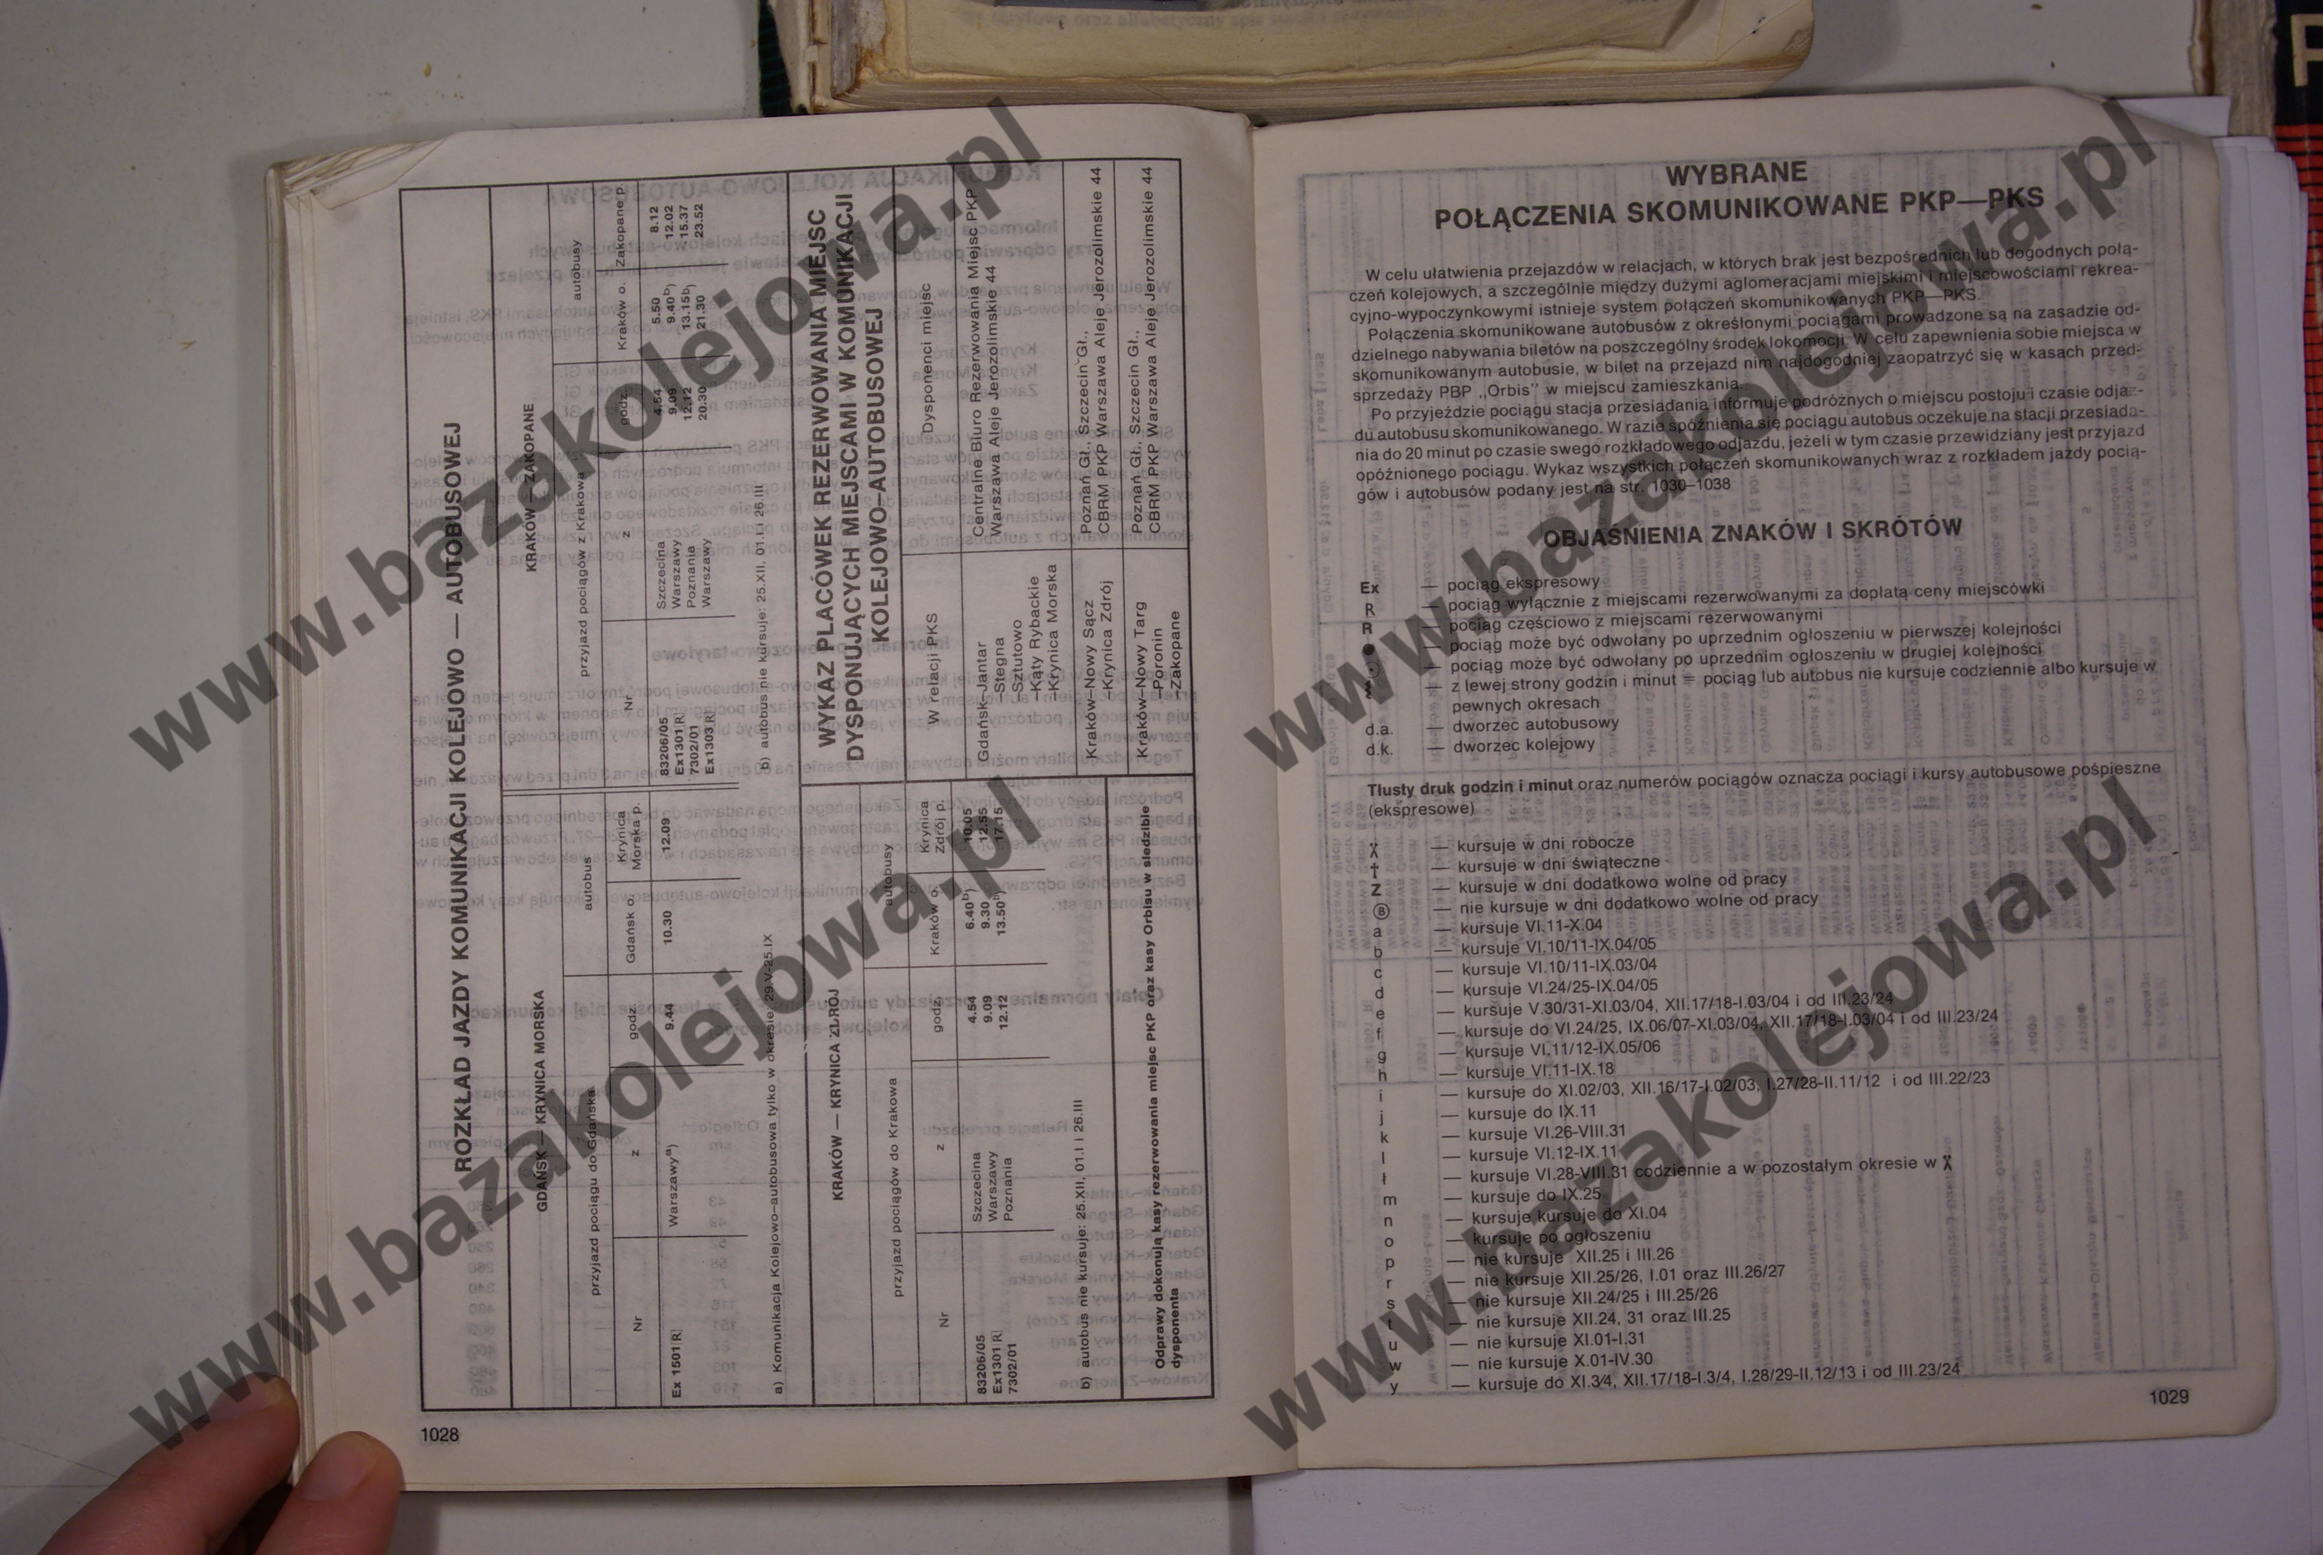 ROZKŁAD JAZDY KOMUNIKACJI KOLEJOWO — AUTOBUSOWEJ
GDAŃSK — KRYNICA MORSKA
przyjazd pociągu do Gdańska
autobus
Nr
z
godz.
Gdańsk o.
Krynica
Morska p.
Ex 1501 R
Warszawy a)
9.44
10.30
12.09
a) Komunikacja Kolejowo-autobusowa tylko w okresie 29.V-25.IX
KRAKÓW — ZAKOPANE
przyjazd pociągów z Krakowa
autobusy
Nr
z
godz.
Kraków o.
Zakopane p.
83206/05 Szczecina 4.54 5.50 8.12
Ex1301 R Warszawy 9.09 9.40 b) 12.02
7302/01 Poznania 12.12 13.15 b) 15.37
Ex1303 R Warszawy 20.30 21.30 23.52
b) autobus nie kursuje: 25.XII, 01.I i 26 III
KRAKÓW — KRYNICA ZDRÓJ
przyjazd pociągów do Krakowa
autobusy
Nr
z
godz.
Kraków o.
Krynica
Zdrój p.
83206/05 Szczecina 4.54 6.40 b) 10.05
Ex1301 R Warszawy 9.09 9.30 12.55
7302/01 Poznania 12.12 13.50 b) 17.15
b) autobus nie kursuje: 25.XII, 01.I i 26.III
WYKAZ PLACÓWEK REZERWOWANIA MIEJSC
DYSPONUJĄCYCH MIEJSCAMI W KOMUNIKACJI
KOLEJOWO-AUTOBUSOWEJ
W relacji PKS
Dysponenci miejsc
Gdańsk-Jantar
-Stegna
-Sztutowo
-Kąty Rybackie
-Krynica Morska
Centralne Biuro Rezerwowania Miejsc PKP
Warszawa Aleje Jerozolimskie 44
Kraków-Nowy Sącz
-Krynica Zdrój
Poznań Gł., Szczecin Gł.,
CBRM PKP Warszawa Aleje Jerozolimskie 44
Kraków-Nowy Targ
-Poronin
-Zakopane
Poznań Gł., Szczecin Gł.,
CBRM PKP Warszawa Aleje Jerozolimskie 44
Odprawy dokonują kasy rezerwowania miejsc PKP oraz kasy Orbisu w siedzibie
dysponenta
1028
WYBRANE
POŁĄCZENIA SKOMUNIKOWANE PKP—PKS
W celu ułatwienia przejazdów w relacjach, w których brak jest bezpośrednich lub dogodnych połą-
czeń kolejowych, a szczególnie między dużymi aglomeracjami miejskimi i miejscowościami rekrea-
cyjno-wypoczynkowymi istnieje system połączeń skomunikowanych PKP—PKS.
Połączenia skomunikowane autobusów z określonymi pociągami prowadzone są na zasadzie od-
dzielnego nabywania biletów na poszczególny środek lokomocji. W celu zapewnienia sobie miejsca w
skomunikowanym autobusie, w bilet na przejazd nim najdogodniej zaopatrzyć się w kasach przed-
sprzedaży PBP „Orbis” w miejscu zamieszkania.
Po przyjeździe pociągu stacja przesiadania informuje podróżnych o miejscu postoju i czasie odjaz-
du autobusu skomunikowanego. W razie spóźnienia się pociągu autobus oczekuje na stacji przesiada-
nia do 20 minut po czasie swego rozkładowego odjazdu, jeżeli w tym czasie przewidziany jest przyjazd
opóźnionego pociągu. Wykaz wszystkich połączeń skomunikowanych wraz z rozkładem jazdy pocią-
gów i autobusów podany jest na str. 1030-1038
OBJAŚNIENIA ZNAKÓW I SKRÓTÓW
Ex — pociąg ekspresowy
R — pociąg wyłącznie z miejscami rezerwowanymi za dopłatą ceny miejscówki
R — pociąg częściowo z miejscami rezerwowanymi
● — pociąg może być odwołany po uprzednim ogłoszeniu w pierwszej kolejności
⊙ — pociąg może być odwołany po uprzednim ogłoszeniu w drugiej kolejności
— z lewej strony godzin i minut = pociąg lub autobus nie kursuje codziennie albo kursuje w
pewnych okresach
d.a. — dworzec autobusowy
d.k. — dworzec kolejowy
Tłusty druk godzin i minut oraz numerów pociągów oznacza pociągi i kursy autobusowe pośpieszne
(ekspresowe)
— kursuje w dni robocze
† — kursuje w dni świąteczne
Z — kursuje w dni dodatkowo wolne od pracy
Ⓑ — nie kursuje w dni dodatkowo wolne od pracy
a — kursuje VI.11-X.04
b — kursuje VI.10/11-IX.04/05
c — kursuje VI.10/11-IX.03/04
d — kursuje VI.24/25-IX.04/05
e — kursuje V.30/31-XI.03/04, XII.17/18-I.03/04 i od III.23/24
f — kursuje do VI.24/25, IX.06/07-XI.03/04, XII.17/18-I.03/04 i od III.23/24
g — kursuje VI.11/12-IX.05/06
h — kursuje VI.11-IX.18
i — kursuje do XI.02/03, XII.16/17-I.02/03, I.27/28-II.11/12 i od III.22/23
j — kursuje do IX.11
k — kursuje VI.26-VIII.31
l — kursuje VI.12-IX.11
ł — kursuje VI.28-VIII.31 codziennie a w pozostałym okresie w
m — kursuje do IX.25
n — kursuje kursuje do XI.04
o — kursuje po ogłoszeniu
p — nie kursuje XII.25 i III.26
r — nie kursuje XII.25/26, I.01 oraz III.26/27
s — nie kursuje XII.24/25 i III.25/26
t — nie kursuje XII.24, 31 oraz III.25
u — nie kursuje XI.01-I.31
w — nie kursuje X.01-IV.30
y — kursuje do XI.3/4, XII.17/18-I.3/4, I.28/29-II.12/13 i od III.23/24
1029
www.bazakolejowa.pl
www.bazakolejowa.pl
www.bazakolejowa.pl
www.bazakolejowa.pl